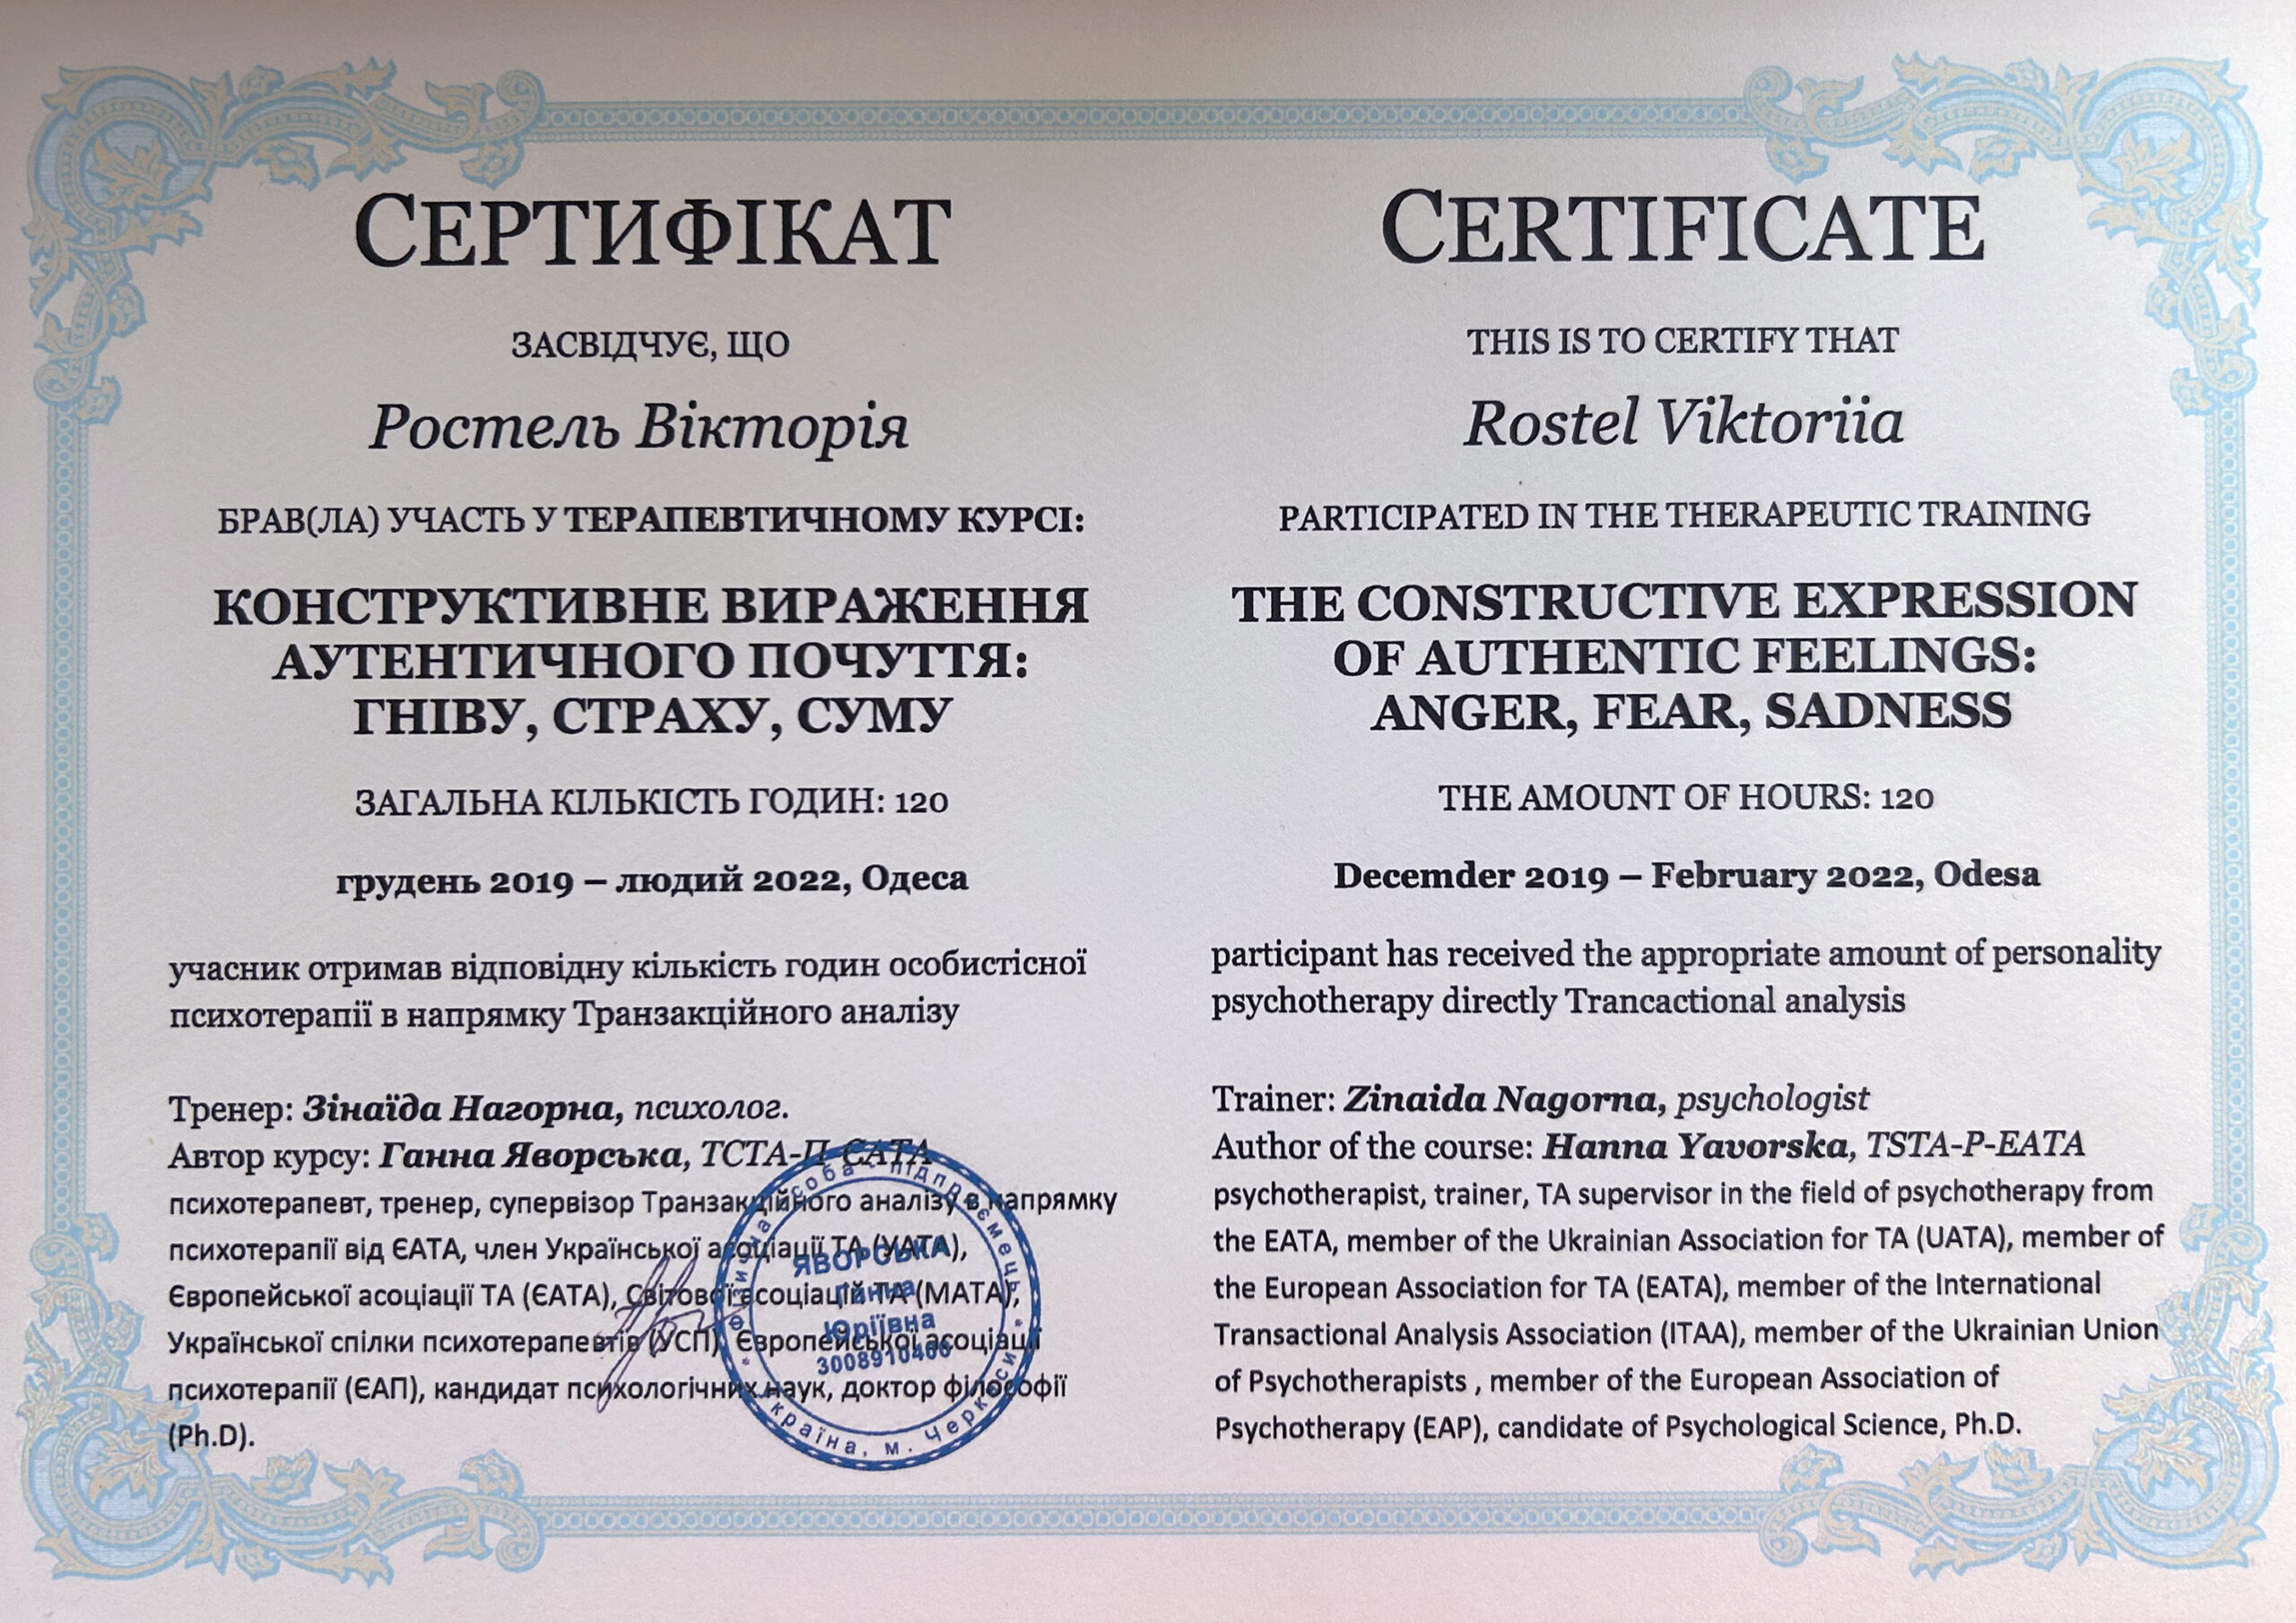 СЕРТИФІКАТ
ЗАСВІДЧУЄ, ЩО
Ростель Вікторія
БРАВ(ЛА) УЧАСТЬ У ТЕРАПЕВТИЧНОМУ КУРСІ:
КОНСТРУКТИВНЕ ВИРАЖЕННЯ
АУТЕНТИЧНОГО ПОЧУТТЯ:
ГНІВУ, СТРАХУ, СУМУ
ЗАГАЛЬНА КІЛЬКІСТЬ ГОДИН: 120
грудень 2019 – людий 2022, Одеса
учасник отримав відповідну кількість годин особистісної
психотерапії в напрямку Транзакційного аналізу
Тренер: Зінаїда Нагорна, психолог.
Автор курсу: Ганна Яворська, ТСТА-П-ЄАТА
психотерапевт, тренер, супервізор Транзакційного аналізу в напрямку
психотерапії від ЄАТА, член Української асоціації ТА (УАТА),
Європейської асоціації ТА (ЄАТА), Світової асоціацій ТА (МАТА),
Української спілки психотерапевтів (УСП), Європейської асоціації
психотерапії (ЄАП), кандидат психологічних наук, доктор філософії
(Ph.D).
Фізична особа - підприємець
ЯВОРСЬКА
Ганна
Юріївна
Україна, м. Черкаси
CERTIFICATE
THIS IS TO CERTIFY THAT
Rostel Viktoriia
PARTICIPATED IN THE THERAPEUTIC TRAINING
THE CONSTRUCTIVE EXPRESSION
OF AUTHENTIC FEELINGS:
ANGER, FEAR, SADNESS
THE AMOUNT OF HOURS: 120
Decemder 2019 – February 2022, Odesa
participant has received the appropriate amount of personality
psychotherapy directly Trancactional analysis
Trainer: Zinaida Nagorna, psychologist
Author of the course: Hanna Yavorska, TSTA-P-EATA
psychotherapist, trainer, TA supervisor in the field of psychotherapy from
the EATA, member of the Ukrainian Association for TA (UATA), member of
the European Association for TA (EATA), member of the International
Transactional Analysis Association (ITAA), member of the Ukrainian Union
of Psychotherapists , member of the European Association of
Psychotherapy (EAP), candidate of Psychological Science, Ph.D.